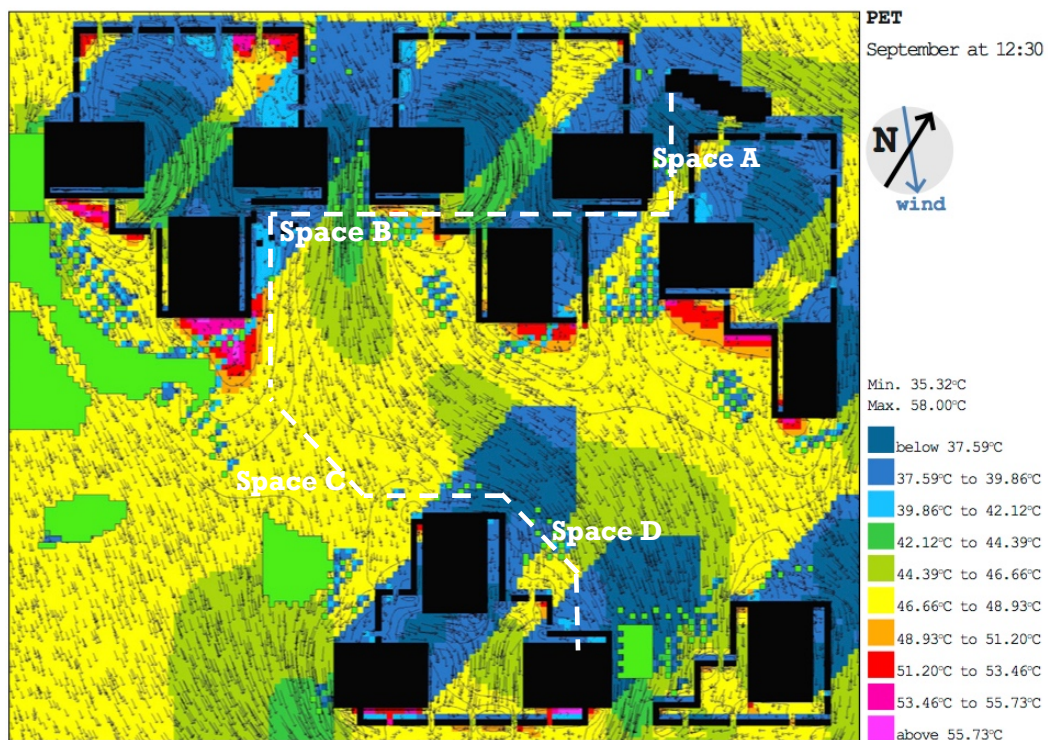 PET
September at 12:30
N
wind
Space A
Space B
Space C
Space D
Min. 35.32°C
Max. 58.00°C
below 37.59°C
37.59°C to 39.86°C
39.86°C to 42.12°C
42.12°C to 44.39°C
44.39°C to 46.66°C
46.66°C to 48.93°C
48.93°C to 51.20°C
51.20°C to 53.46°C
53.46°C to 55.73°C
above 55.73°C